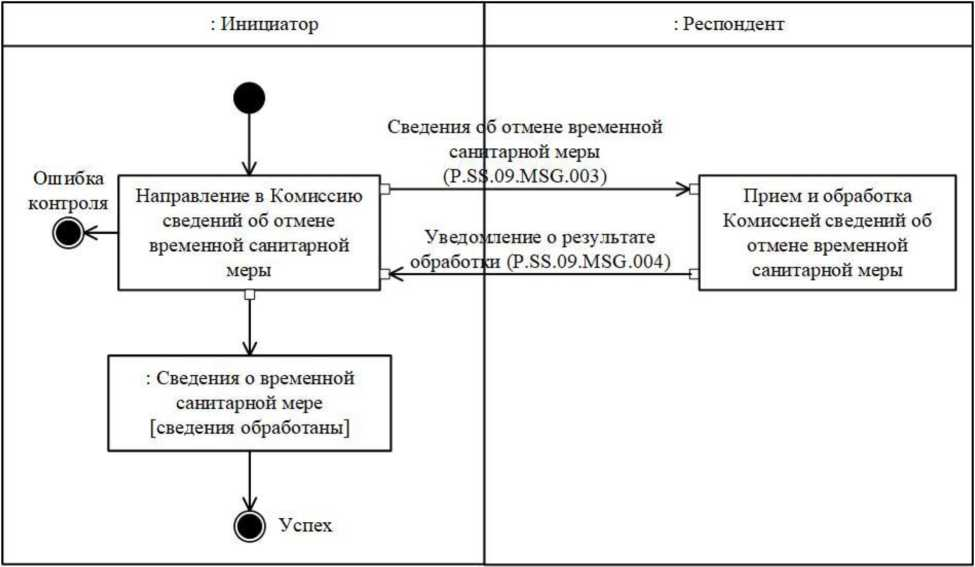 : Инициатор
: Респондент
Сведения об отмене временной
санитарной меры
(P.SS.09.MSG.003)
Ошибка
контроля
Направление в Комиссию
сведений об отмене
временной санитарной
меры
Прием и обработка
Комиссией сведений об
отмене временной
санитарной меры
Уведомление о результате
обработки (P.SS.09.MSG.004)
: Сведения о временной
санитарной мере
[сведения обработаны]
Успех